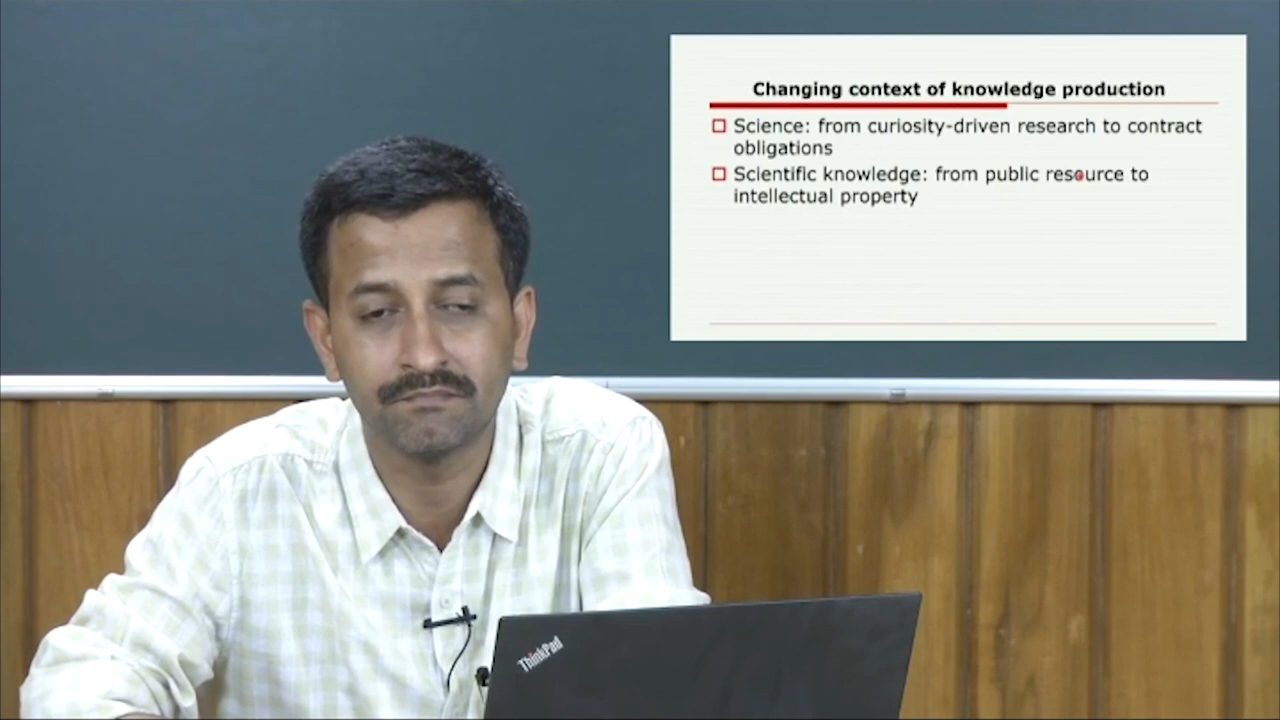 Changing context of knowledge production
Science: from curiosity-driven research to contract
obligations
Scientific knowledge: from public resource to
intellectual property
ThinkPad